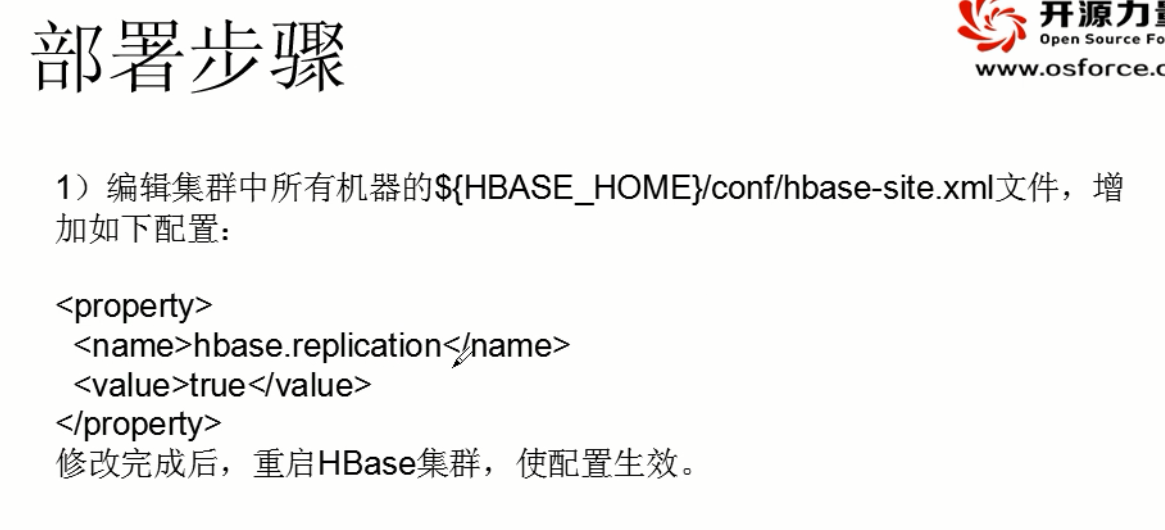 部署步骤
开源力量
Open Source Fo
www.osforce.c
1）编辑集群中所有机器的${HBASE_HOME}/conf/hbase-site.xml文件，增
加如下配置：
<property>
<name>hbase.replication</name>
<value>true</value>
</property>
修改完成后，重启HBase集群，使配置生效。